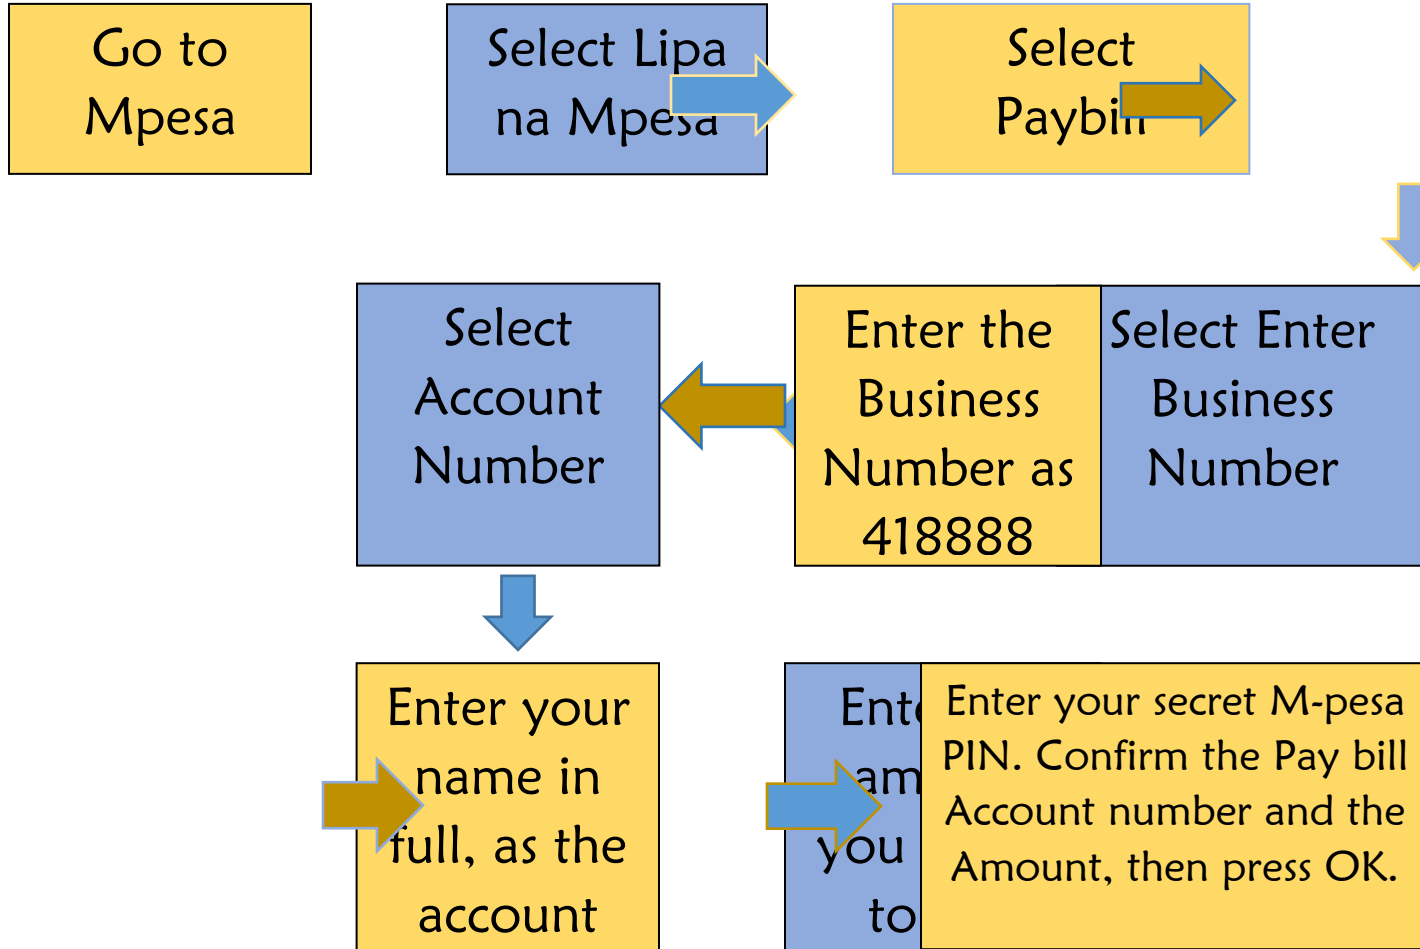 Go to
Mpesa
Select Lipa
na Mpesa
Select
Paybill
Select
Account
Number
Enter the
Business
Number as
418888
Select Enter
Business
Number
Enter your
name in
full, as the
account
you
to
Enter your secret M-pesa
PIN. Confirm the Pay bill
Account number and the
Amount, then press OK.